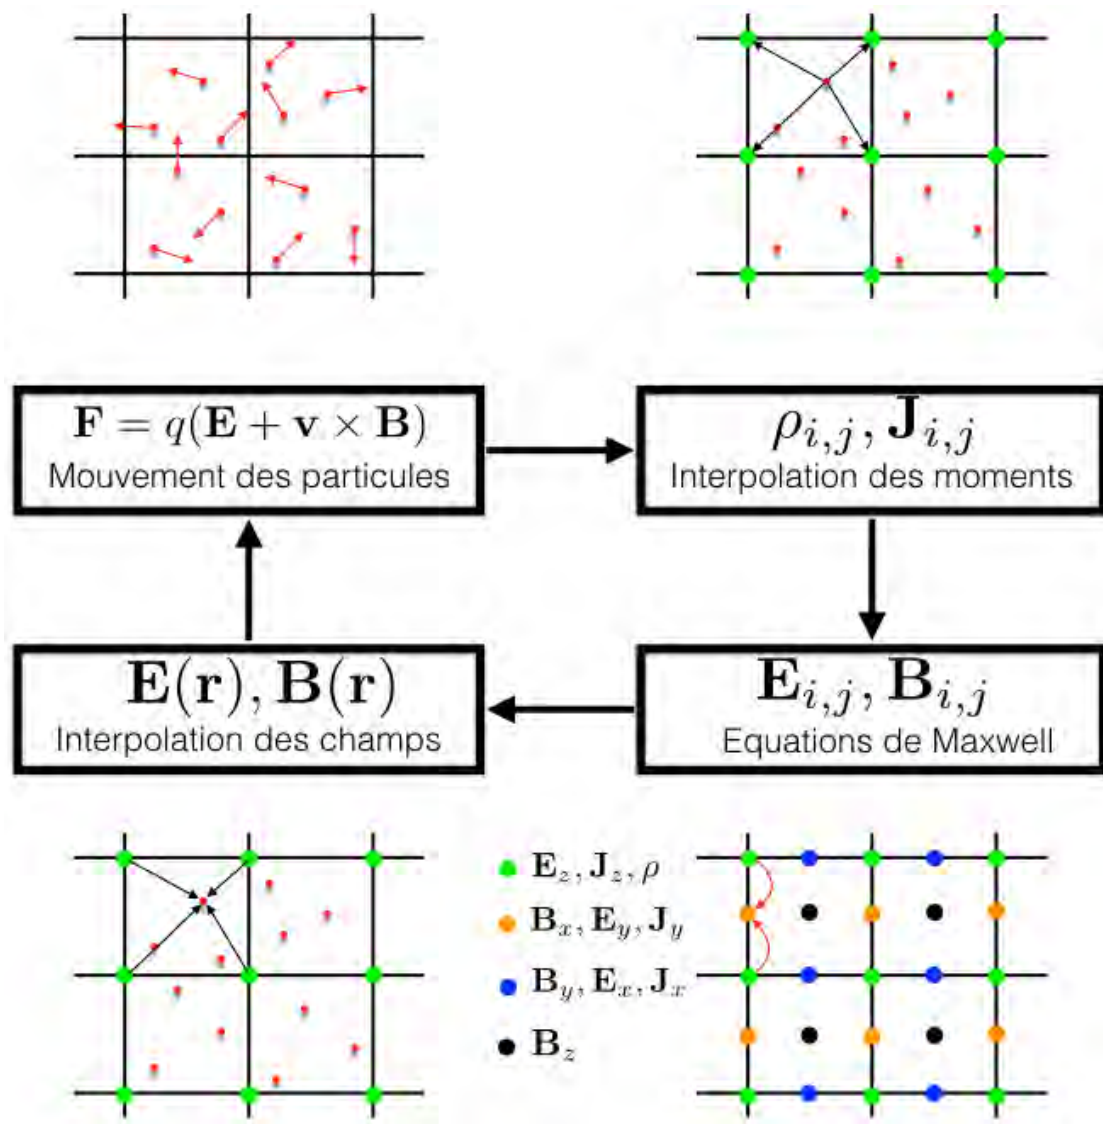 F = q(E + v × B)
Mouvement des particules
ρ_{i,j}, J_{i,j}
Interpolation des moments
E(r), B(r)
Interpolation des champs
E_{i,j}, B_{i,j}
Equations de Maxwell
E_z, J_z, ρ
B_x, E_y, J_y
B_y, E_x, J_x
B_z